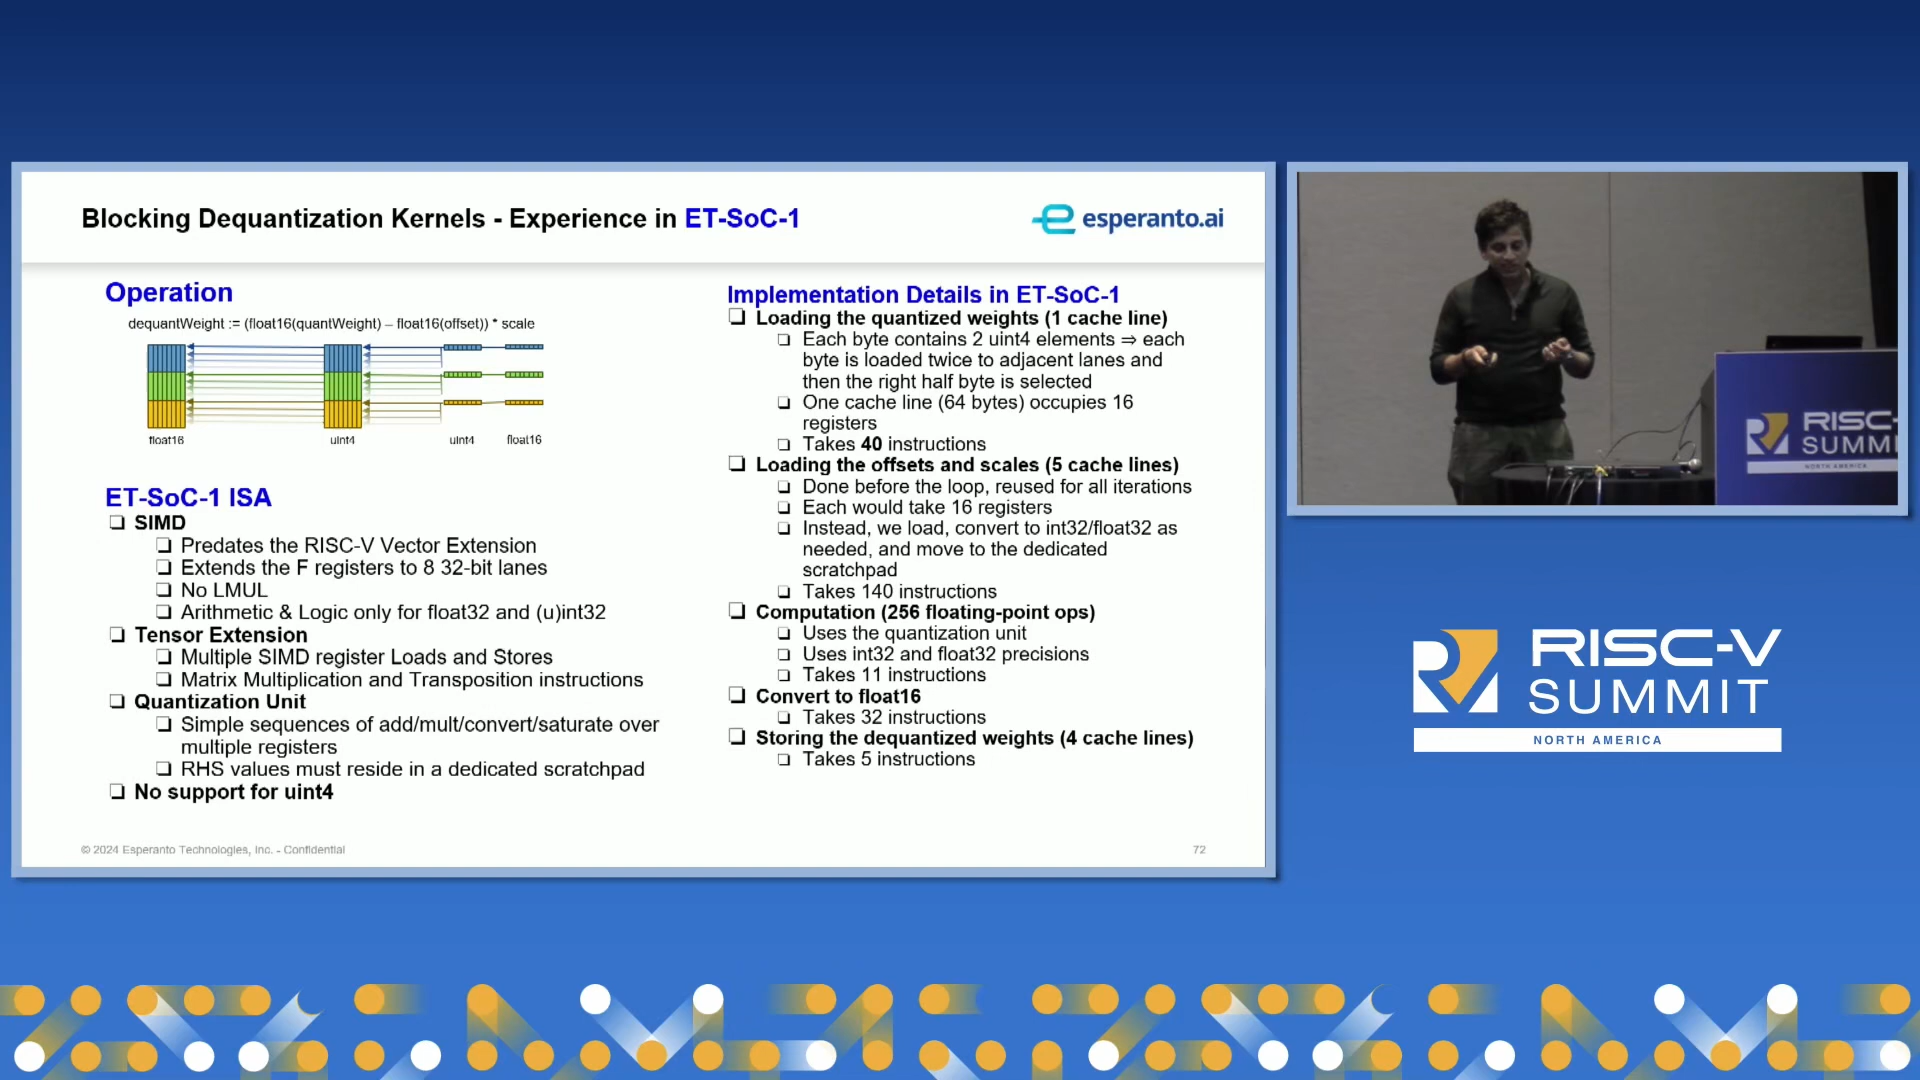 Blocking Dequantization Kernels - Experience in ET-SoC-1
esperanto.ai
Operation
dequantWeight := (float16(quantWeight) – float16(offset)) * scale
float16 uint4 uint4 float16
ET-SoC-1 ISA
SIMD
Predates the RISC-V Vector Extension
Extends the F registers to 8 32-bit lanes
No LMUL
Arithmetic & Logic only for float32 and (u)int32
Tensor Extension
Multiple SIMD register Loads and Stores
Matrix Multiplication and Transposition instructions
Quantization Unit
Simple sequences of add/mult/convert/saturate over
multiple registers
RHS values must reside in a dedicated scratchpad
No support for uint4
Implementation Details in ET-SoC-1
Loading the quantized weights (1 cache line)
Each byte contains 2 uint4 elements ⇒ each
byte is loaded twice to adjacent lanes and
then the right half byte is selected
One cache line (64 bytes) occupies 16
registers
Takes 40 instructions
Loading the offsets and scales (5 cache lines)
Done before the loop, reused for all iterations
Each would take 16 registers
Instead, we load, convert to int32/float32 as
needed, and move to the dedicated
scratchpad
Takes 140 instructions
Computation (256 floating-point ops)
Uses the quantization unit
Uses int32 and float32 precisions
Takes 11 instructions
Convert to float16
Takes 32 instructions
Storing the dequantized weights (4 cache lines)
Takes 5 instructions
© 2024 Esperanto Technologies, Inc. - Confidential
72
RISC-
SUMMI
NORTH AMERICA
RISC-V
SUMMIT
NORTH AMERICA